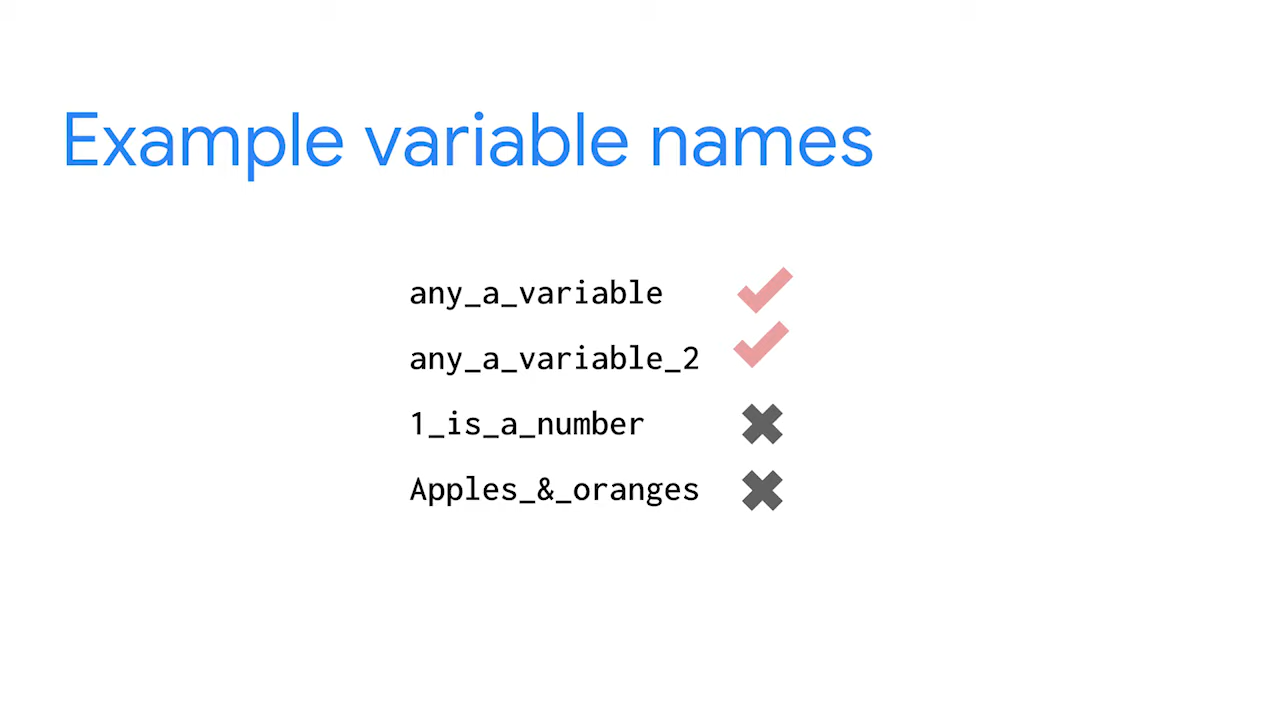 Example variable names
any_a_variable
any_a_variable_2
1_is_a_number
Apples_&_oranges